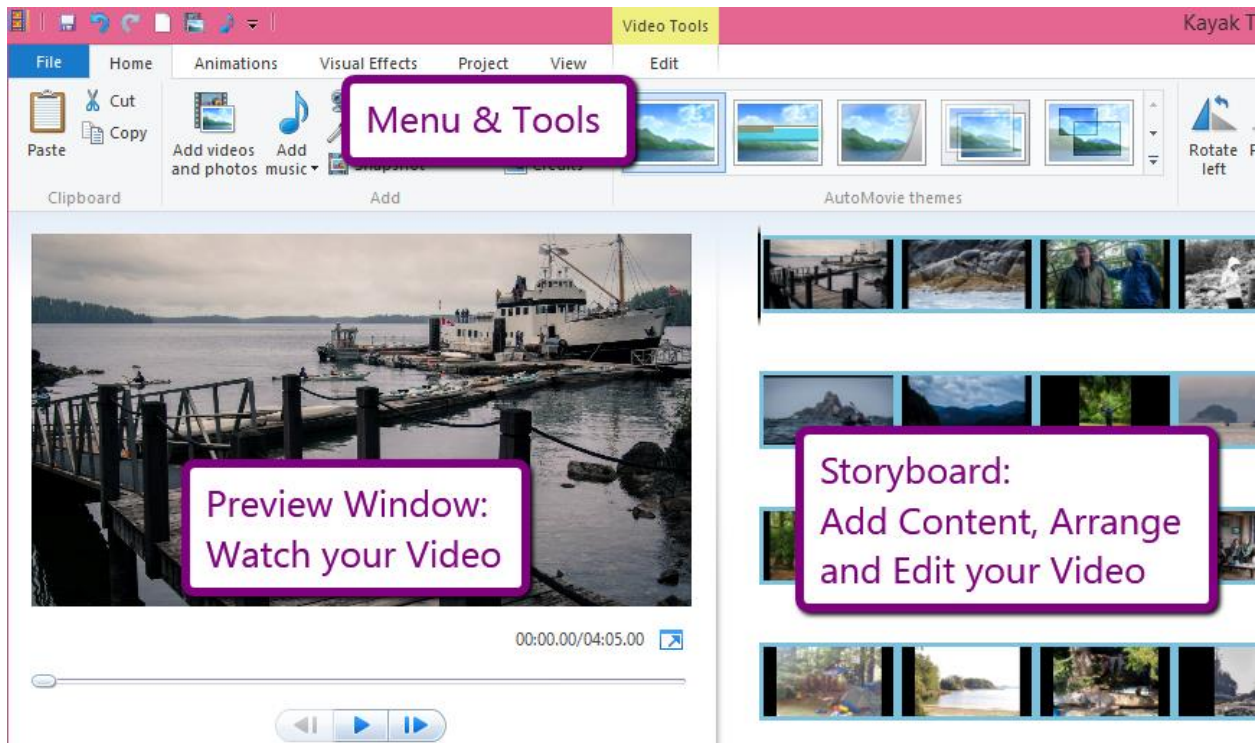 Video Tools
Kayak T
File Home Animations Visual Effects Project View Edit
Menu & Tools
Paste
Cut
Copy
Add videos
and photos
Add
music
Snapshot
Credits
Rotate
left
Clipboard
Add
AutoMovie themes
Preview Window:
Watch your Video
Storyboard:
Add Content, Arrange
and Edit your Video
00:00.00/04:05.00